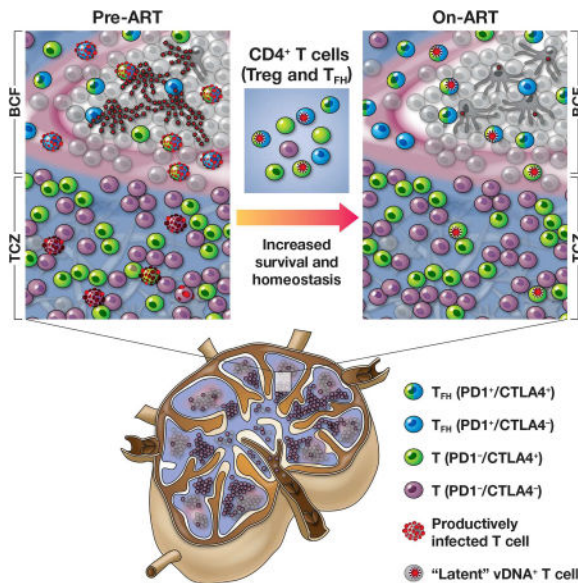 Pre-ART
On-ART
CD4⁺ T cells
(Treg and TFH)
BCF
BCF
TCZ
TCZ
Increased
survival and
homeostasis
TFH (PD1⁺/CTLA4⁺)
TFH (PD1⁺/CTLA4⁻)
T (PD1⁻/CTLA4⁺)
T (PD1⁻/CTLA4⁻)
Productively
infected T cell
“Latent” vDNA⁺ T cell